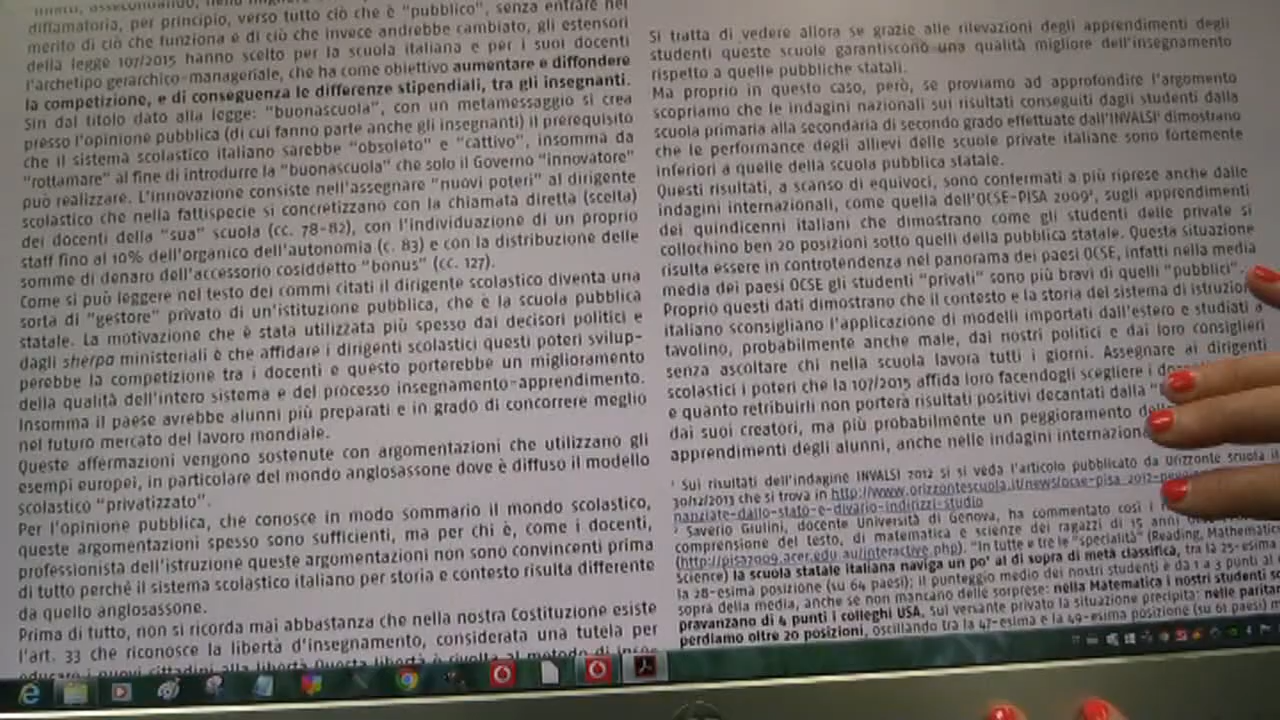 diffamatoria, per principio, verso tutto ciò che è "pubblico", senza entrare nel
merito di ciò che funziona e di ciò che invece andrebbe cambiato, gli estensori
della legge 107/2015 hanno scelto per la scuola italiana e per i suoi docenti
l'archetipo gerarchico-manageriale, che ha come obiettivo aumentare e diffondere
la competizione, e di conseguenza le differenze stipendiali, tra gli insegnanti.
Sin dal titolo dato alla legge: "buonascuola", con un metamessaggio si crea
presso l'opinione pubblica (di cui fanno parte anche gli insegnanti) il prerequisito
che il sistema scolastico italiano sarebbe "obsoleto" e "cattivo", insomma da
"rottamare" al fine di introdurre la "buonascuola" che solo il Governo "innovatore"
può realizzare. L'innovazione consiste nell'assegnare "nuovi poteri" al dirigente
scolastico che nella fattispecie si concretizzano con la chiamata diretta (scelta)
dei docenti della "sua" scuola (cc. 78-82), con l'individuazione di un proprio
staff fino al 10% dell'organico dell'autonomia (c. 83) e con la distribuzione delle
somme di denaro dell'accessorio cosiddetto "bonus" (cc. 127).
Come si può leggere nel testo dei commi citati il dirigente scolastico diventa una
sorta di "gestore" privato di un'istituzione pubblica, che è la scuola pubblica
statale. La motivazione che è stata utilizzata più spesso dai decisori politici e
dagli sherpa ministeriali è che affidare i dirigenti scolastici questi poteri svilup-
perebbe la competizione tra i docenti e questo porterebbe un miglioramento
della qualità dell'intero sistema e del processo insegnamento-apprendimento.
Insomma il paese avrebbe alunni più preparati e in grado di concorrere meglio
nel futuro mercato del lavoro mondiale.
Queste affermazioni vengono sostenute con argomentazioni che utilizzano gli
esempi europei, in particolare del mondo anglosassone dove è diffuso il modello
scolastico "privatizzato".
Per l'opinione pubblica, che conosce in modo sommario il mondo scolastico,
queste argomentazioni spesso sono sufficienti, ma per chi è, come i docenti,
professionista dell'istruzione queste argomentazioni non sono convincenti prima
di tutto perché il sistema scolastico italiano per storia e contesto risulta differente
da quello anglosassone.
Prima di tutto, non si ricorda mai abbastanza che nella nostra Costituzione esiste
l'art. 33 che riconosce la libertà d'insegnamento, considerata una tutela per
Si tratta di vedere allora se grazie alle rilevazioni degli apprendimenti degli
studenti queste scuole garantiscono una qualità migliore dell'insegnamento
rispetto a quelle pubbliche statali.
Ma proprio in questo caso, però, se proviamo ad approfondire l'argomento
scopriamo che le indagini nazionali sui risultati conseguiti dagli studenti dalla
scuola primaria alla secondaria di secondo grado effettuate dall'INVALSI¹ dimostrano
che le performance degli allievi delle scuole private italiane sono fortemente
inferiori a quelle della scuola pubblica statale.
Questi risultati, a scanso di equivoci, sono confermati a più riprese anche dalle
indagini internazionali, come quella dell'OCSE-PISA 2009², sugli apprendimenti
dei quindicenni italiani che dimostrano come gli studenti delle private si
collochino ben 20 posizioni sotto quelli della pubblica statale. Questa situazione
risulta essere in controtendenza nel panorama dei paesi OCSE, infatti nella media
media dei paesi OCSE gli studenti "privati" sono più bravi di quelli "pubblici".
Proprio questi dati dimostrano che il contesto e la storia del sistema di istruzion
italiano sconsigliano l'applicazione di modelli importati dall'estero e studiati a
tavolino, probabilmente anche male, dai nostri politici e dai loro consiglieri
senza ascoltare chi nella scuola lavora tutti i giorni. Assegnare ai dirigenti
scolastici i poteri che la 107/2015 affida loro facendogli scegliere i
e quanto retribuirli non porterà risultati positivi decantati dalla
dai suoi creatori, ma più probabilmente un peggioramento
apprendimenti degli alunni, anche nelle indagini internazion
¹ Sui risultati dell'indagine INVALSI 2012 si si veda l'articolo pubblicato da Orizzonte scuola il
30/12/2013 che si trova in http://www.orizzontescuola.it/news/ocse-pisa_2012-
nanziate-dallo-stato-e-divario-indirizzi-studio
² Saverio Giulini, docente Università di Genova, ha commentato così i
comprensione del testo, di matematica e scienze dei ragazzi di 15 anni
(http://pisa2009.acer.edu.au/interactive.php). "In tutte e tre le "specialità" (Reading, Mathematic
Science) la scuola statale italiana naviga un po' al di sopra di metà classifica, tra la 25-esima
la 28-esima posizione (su 64 paesi); il punteggio medio dei nostri studenti è da 1 a 3 punti al
sopra della media, anche se non mancano delle sorprese: nella Matematica i nostri studenti
pravanzano di 4 punti i colleghi USA. Sul versante privato la situazione precipita: nelle
perdiamo oltre 20 posizioni, oscillando tra la 47-esima e la 49-esima posizione (su 61 paesi)